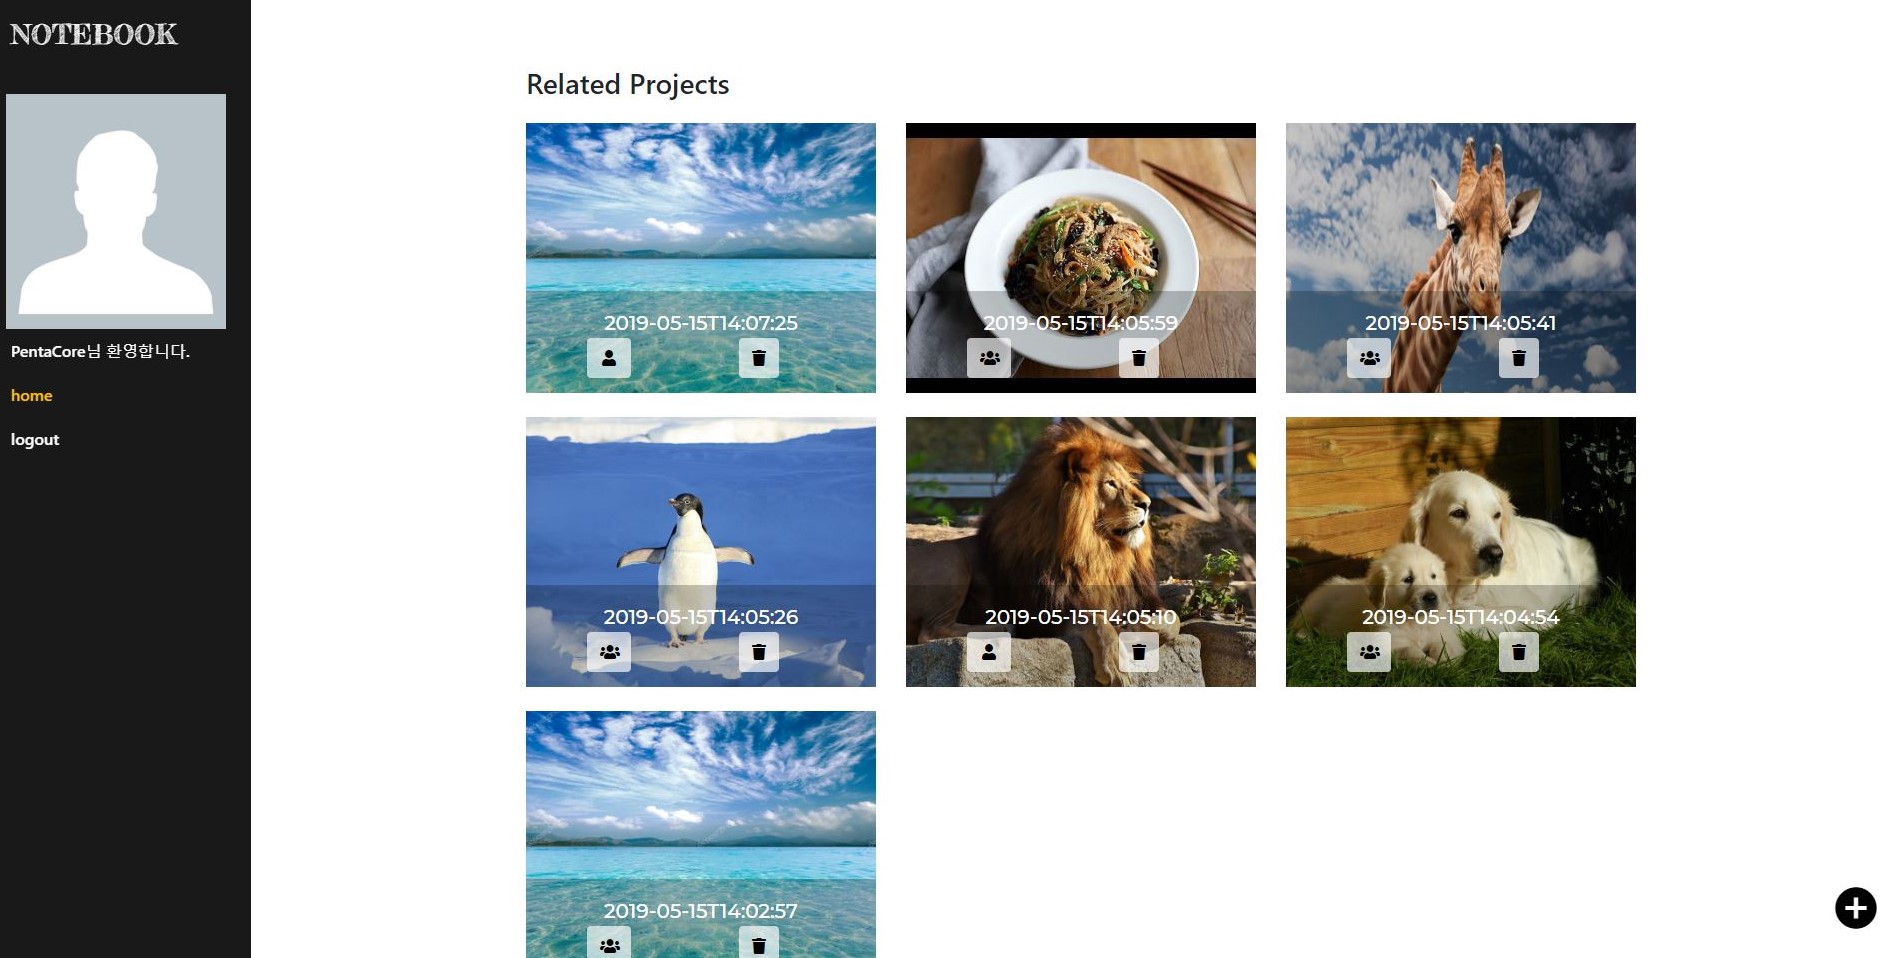 NOTEBOOK
PentaCore님 환영합니다.
home
logout
Related Projects
2019-05-15T14:07:25
2019-05-15T14:05:59
2019-05-15T14:05:41
2019-05-15T14:05:26
2019-05-15T14:05:10
2019-05-15T14:04:54
2019-05-15T14:02:57